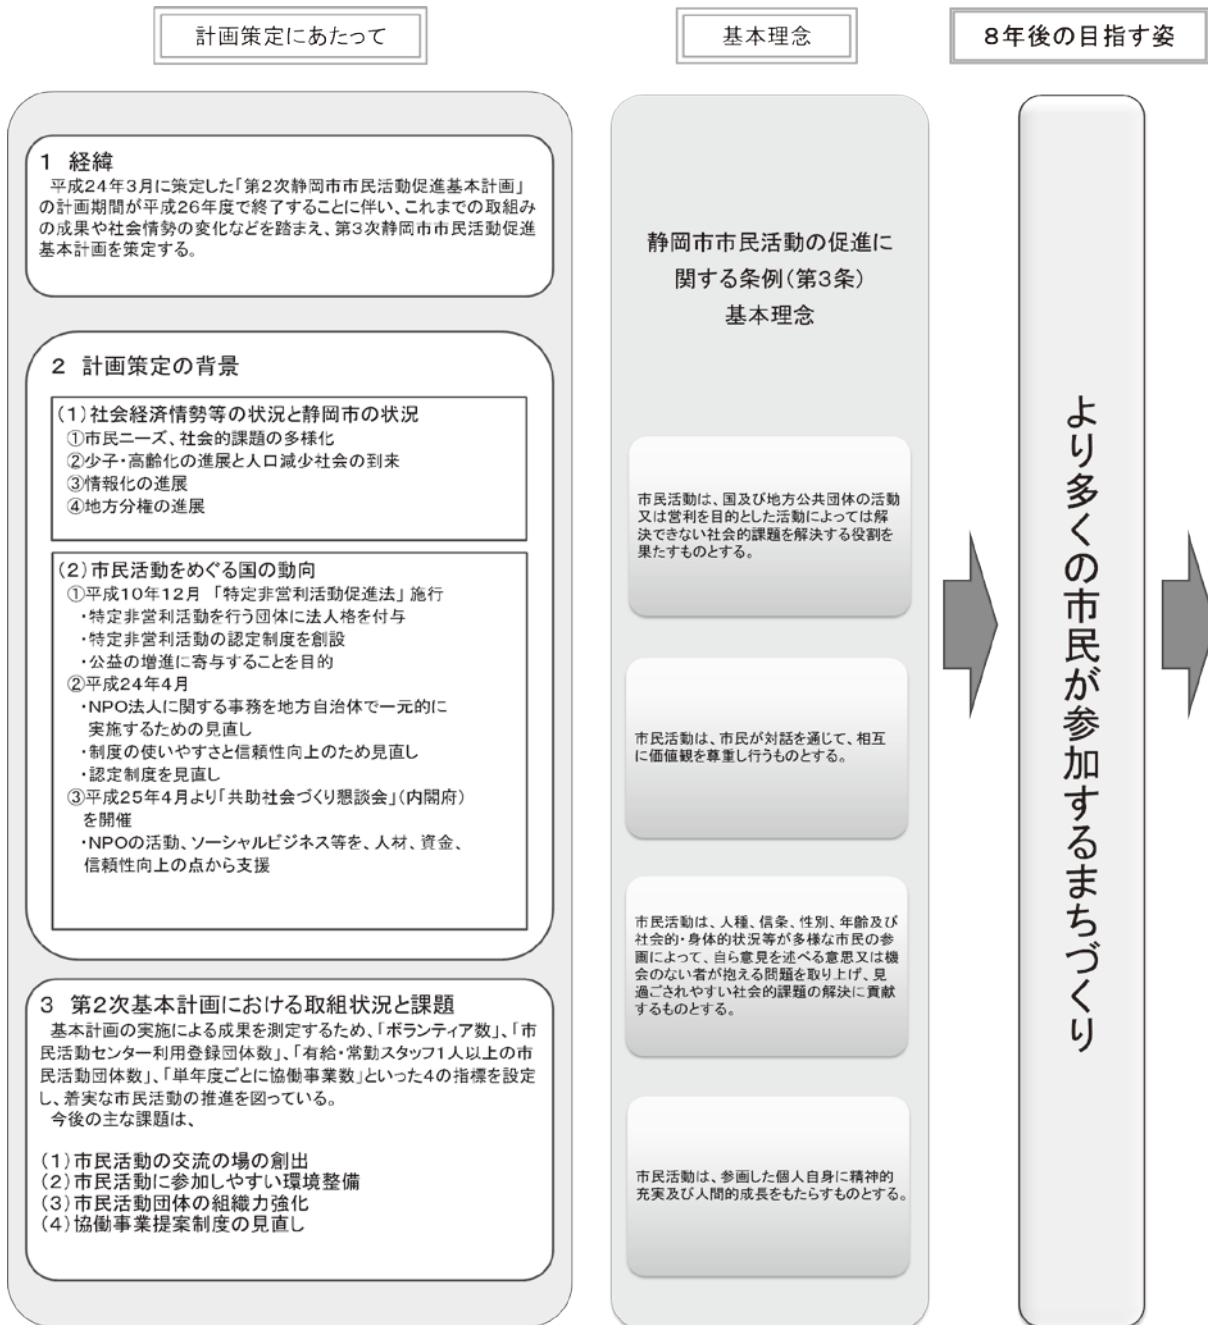 計画策定にあたって
1 経緯
平成24年3月に策定した「第2次静岡市市民活動促進基本計画」
の計画期間が平成26年度で終了することに伴い、これまでの取組み
の成果や社会情勢の変化などを踏まえ、第3次静岡市市民活動促進
基本計画を策定する。
2 計画策定の背景
(1)社会経済情勢等の状況と静岡市の状況
①市民ニーズ、社会的課題の多様化
②少子・高齢化の進展と人口減少社会の到来
③情報化の進展
④地方分権の進展
(2)市民活動をめぐる国の動向
①平成10年12月 「特定非営利活動促進法」施行
・特定非営利活動を行う団体に法人格を付与
・特定非営利活動の認定制度を創設
・公益の増進に寄与することを目的
②平成24年4月
・NPO法人に関する事務を地方自治体で一元的に
実施するための見直し
・制度の使いやすさと信頼性向上のため見直し
・認定制度を見直し
③平成25年4月より「共助社会づくり懇談会」(内閣府)
を開催
・NPOの活動、ソーシャルビジネス等を、人材、資金、
信頼性向上の点から支援
3 第2次基本計画における取組状況と課題
基本計画の実施による成果を測定するため、「ボランティア数」、「市
民活動センター利用登録団体数」、「有給・常勤スタッフ1人以上の市
民活動団体数」、「単年度ごとに協働事業数」といった4の指標を設定
し、着実な市民活動の推進を図っている。
今後の主な課題は、
(1)市民活動の交流の場の創出
(2)市民活動に参加しやすい環境整備
(3)市民活動団体の組織力強化
(4)協働事業提案制度の見直し
基本理念
静岡市市民活動の促進に
関する条例(第3条)
基本理念
市民活動は、国及び地方公共団体の活動
又は営利を目的とした活動によっては解
決できない社会的課題を解決する役割を
果たすものとする。
市民活動は、市民が対話を通じて、相互
に価値観を尊重し行うものとする。
市民活動は、人種、信条、性別、年齢及び
社会的・身体的状況等が多様な市民の参
画によって、自ら意見を述べる意思又は機
会のない者が抱える問題を取り上げ、見
過ごされやすい社会的課題の解決に貢献
するものとする。
市民活動は、参画した個人自身に精神的
充実及び人間的成長をもたらすものとする。
8年後の目指す姿
より多くの市民が参加するまちづくり